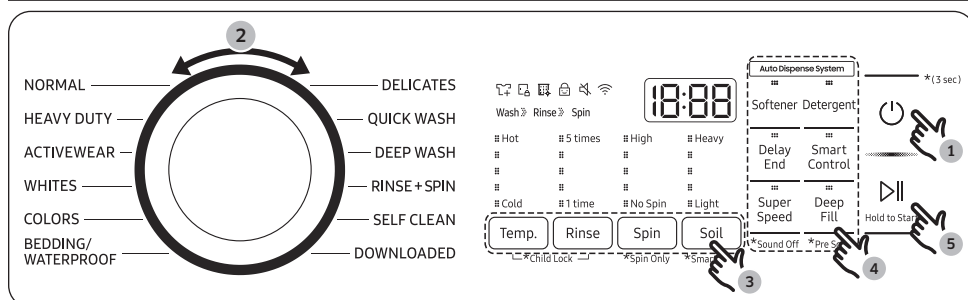 2
NORMAL
HEAVY DUTY
ACTIVEWEAR
WHITES
COLORS
BEDDING/
WATERPROOF
DELICATES
QUICK WASH
DEEP WASH
RINSE+SPIN
SELF CLEAN
DOWNLOADED
Wash» Rinse» Spin
18:88
Hot 5 times High Heavy
Cold 1 time No Spin Light
Temp. Rinse Spin Soil
*Child Lock *Spin Only
3
Auto Dispense System
Softener Detergent
Delay End Smart Control
Super Speed Deep Fill
*Sound Off
4
*(3 sec)
1
Hold to Start
5